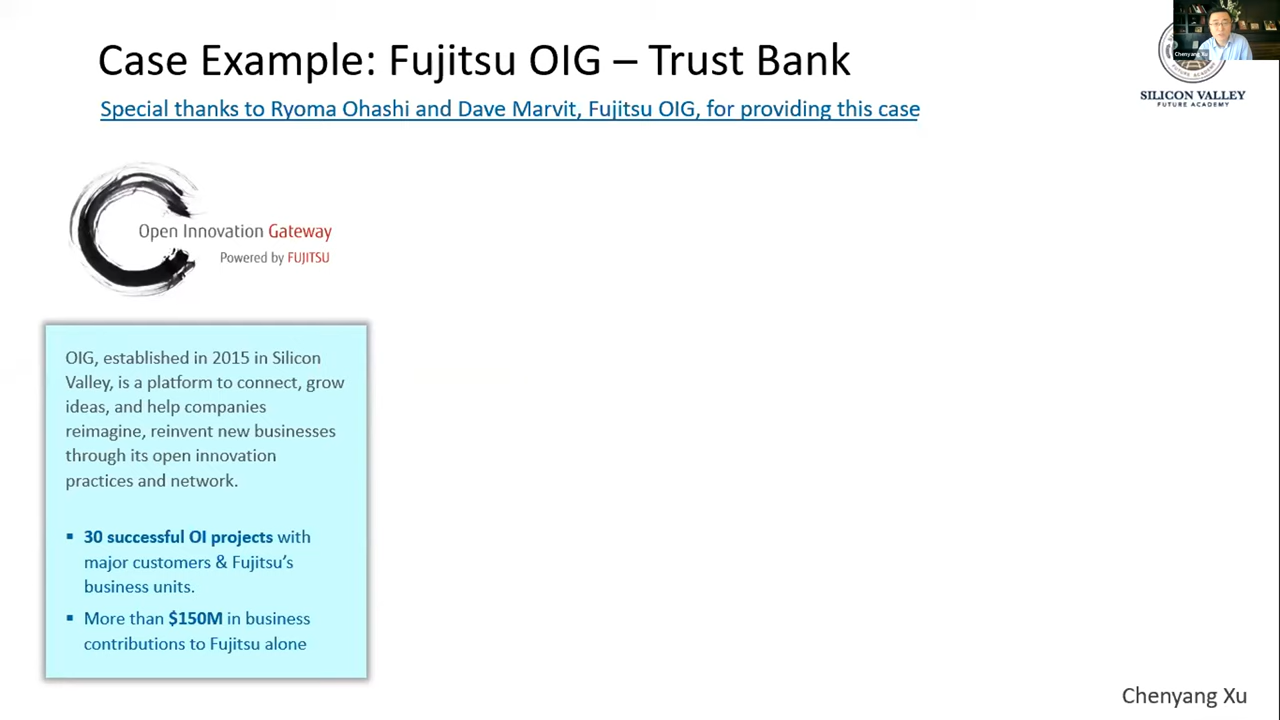 Case Example: Fujitsu OIG – Trust Bank
Special thanks to Ryoma Ohashi and Dave Marvit, Fujitsu OIG, for providing this case
Chenyang Xu
SILICON VALLEY
FUTURE ACADEMY
Open Innovation Gateway
Powered by FUJITSU
OIG, established in 2015 in Silicon
Valley, is a platform to connect, grow
ideas, and help companies
reimagine, reinvent new businesses
through its open innovation
practices and network.
▪ 30 successful OI projects with
major customers & Fujitsu's
business units.
▪ More than $150M in business
contributions to Fujitsu alone
Chenyang Xu